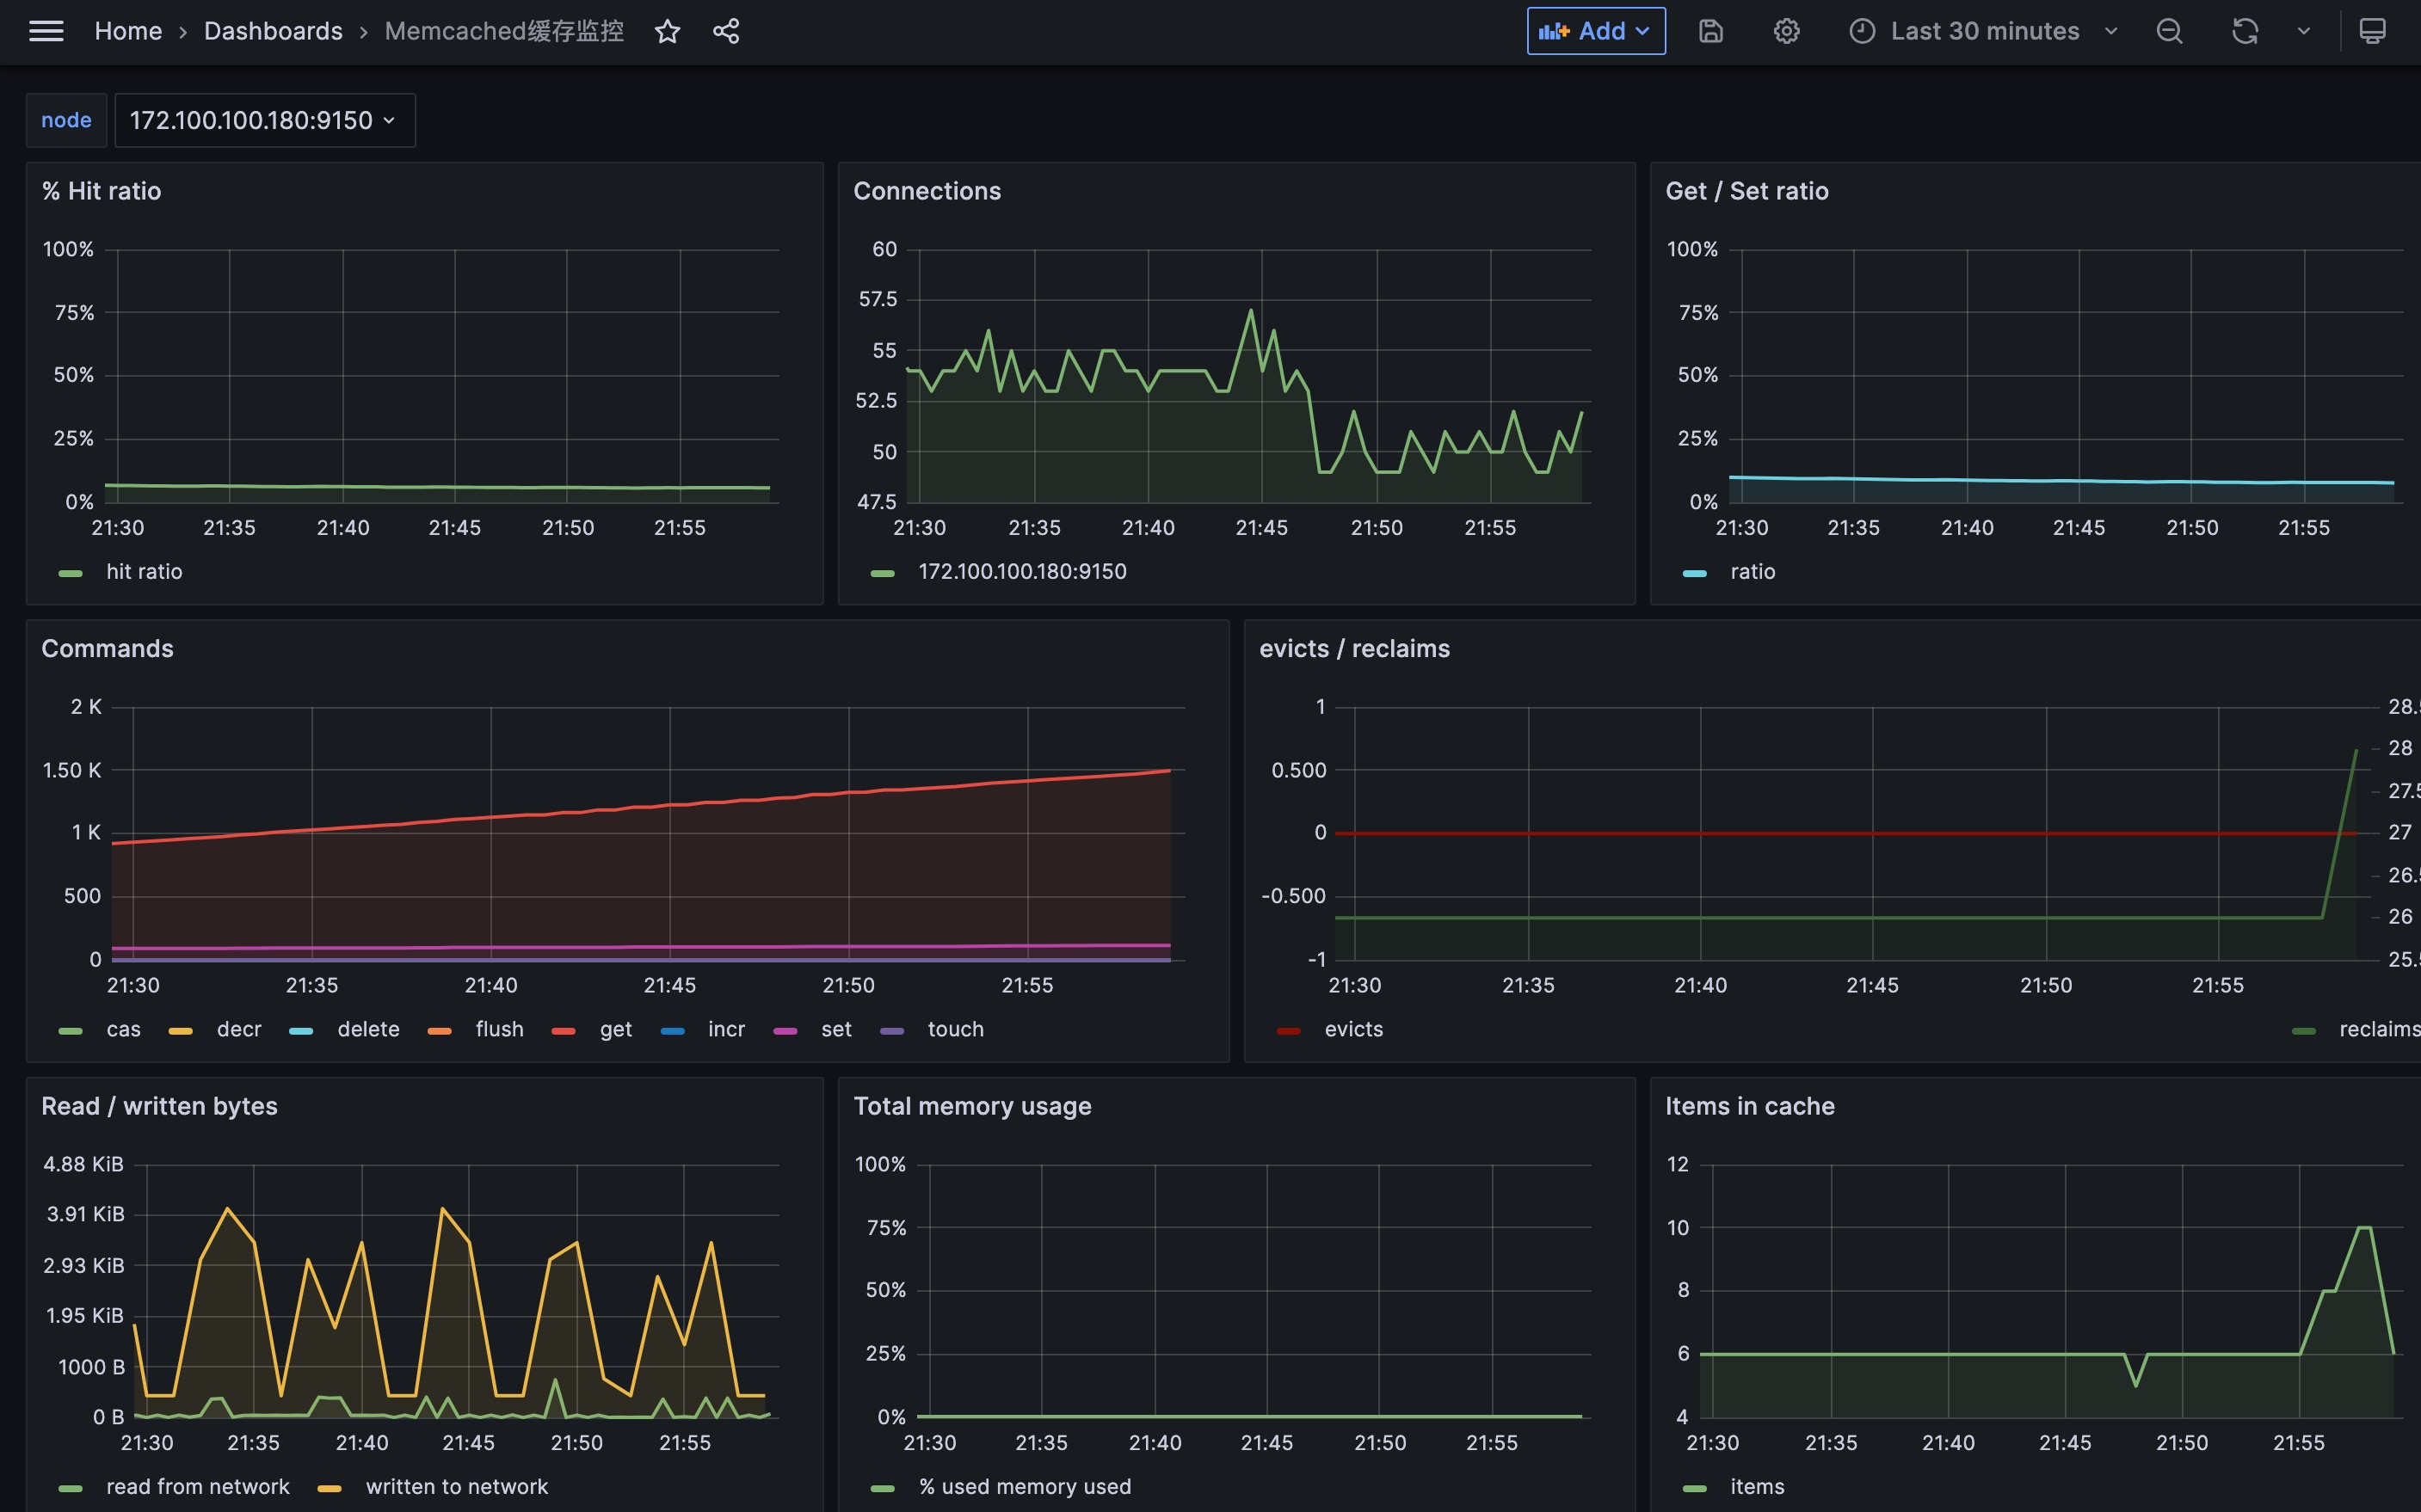 Home › Dashboards › Memcached缓存监控 Add Last 30 minutes
node 172.100.100.180:9150
% Hit ratio
100%
75%
50%
25%
0%
21:30 21:35 21:40 21:45 21:50 21:55
hit ratio
Connections
60
57.5
55
52.5
50
47.5
21:30 21:35 21:40 21:45 21:50 21:55
172.100.100.180:9150
Get / Set ratio
100%
75%
50%
25%
0%
21:30 21:35 21:40 21:45 21:50 21:55
ratio
Commands
2 K
1.50 K
1 K
500
0
21:30 21:35 21:40 21:45 21:50 21:55
cas decr delete flush get incr set touch
evicts / reclaims
1
0.500
0
-0.500
-1
28.5
28
27.5
27
26.5
26
25.5
21:30 21:35 21:40 21:45 21:50 21:55
evicts reclaims
Read / written bytes
4.88 KiB
3.91 KiB
2.93 KiB
1.95 KiB
1000 B
0 B
21:30 21:35 21:40 21:45 21:50 21:55
read from network written to network
Total memory usage
100%
75%
50%
25%
0%
21:30 21:35 21:40 21:45 21:50 21:55
% used memory used
Items in cache
12
10
8
6
4
21:30 21:35 21:40 21:45 21:50 21:55
items